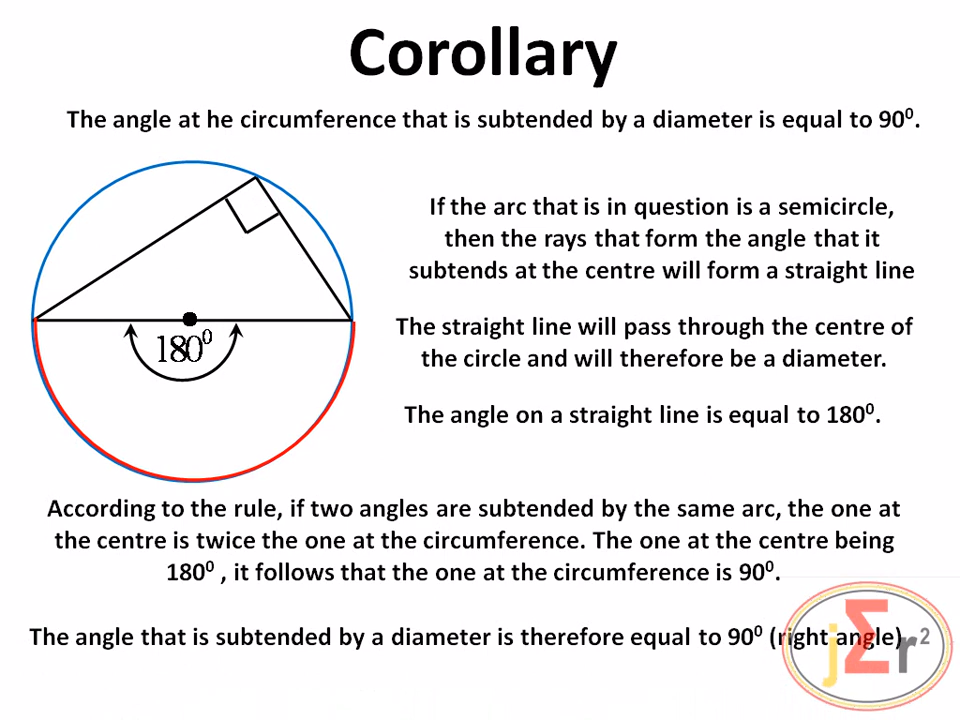 Corollary
The angle at he circumference that is subtended by a diameter is equal to 90⁰.
If the arc that is in question is a semicircle,
then the rays that form the angle that it
subtends at the centre will form a straight line
The straight line will pass through the centre of
the circle and will therefore be a diameter.
180⁰
The angle on a straight line is equal to 180⁰.
According to the rule, if two angles are subtended by the same arc, the one at
the centre is twice the one at the circumference. The one at the centre being
180⁰ , it follows that the one at the circumference is 90⁰.
The angle that is subtended by a diameter is therefore equal to 90⁰ (right angle)
jΣr²